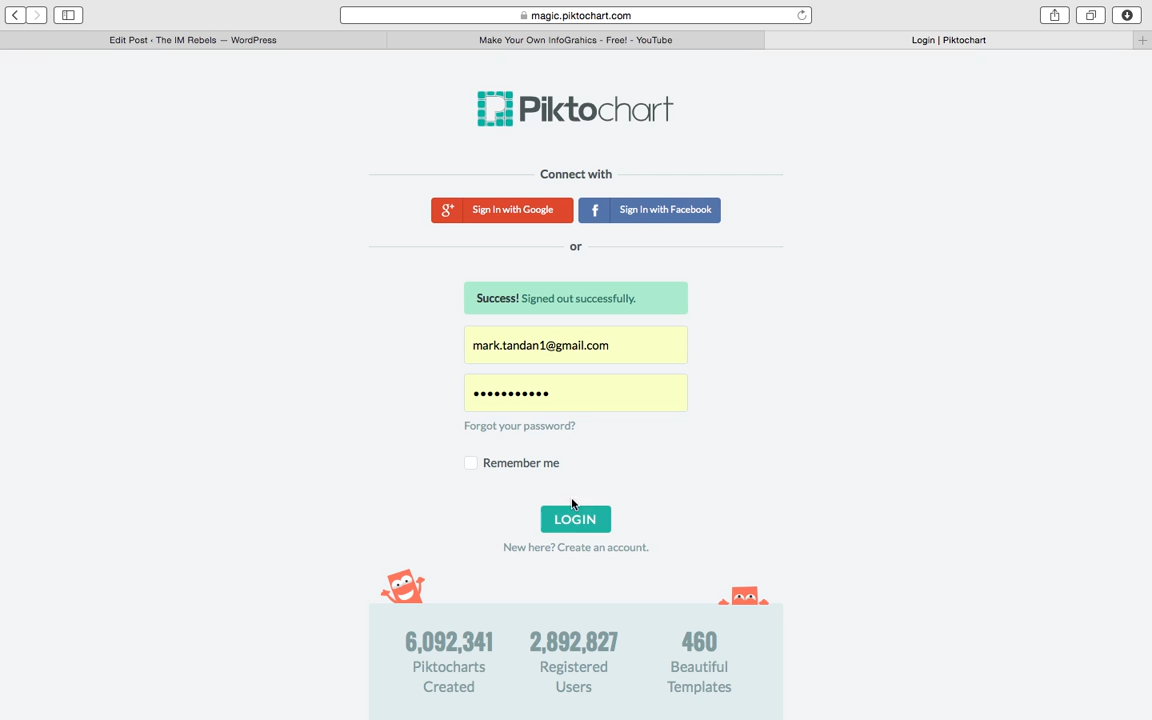 magic.piktochart.com
Edit Post ‹ The IM Rebels — WordPress
Make Your Own InfoGrahics - Free! - YouTube
Login | Piktochart
Piktochart
Connect with
g+ Sign In with Google
f Sign In with Facebook
or
Success! Signed out successfully.
mark.tandan1@gmail.com
•••••••••••
Forgot your password?
Remember me
LOGIN
New here? Create an account.
6,092,341
Piktocharts
Created
2,892,827
Registered
Users
460
Beautiful
Templates